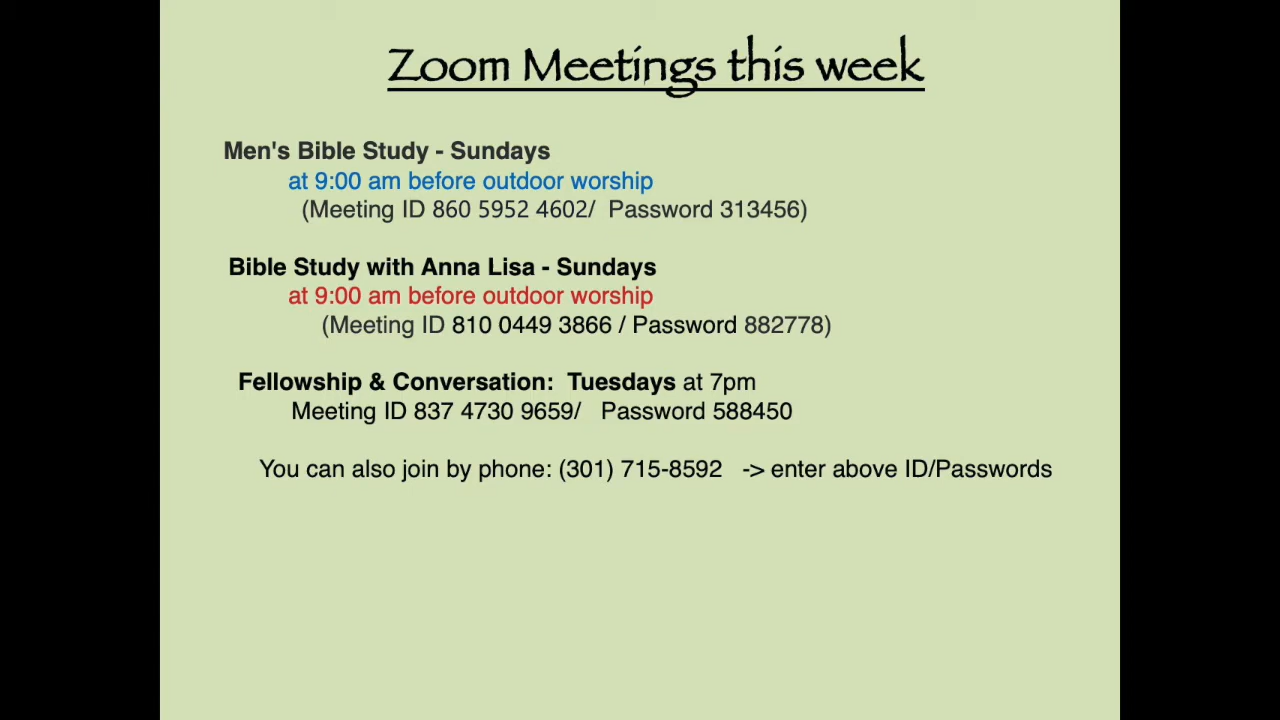 Zoom Meetings this week
Men's Bible Study - Sundays
at 9:00 am before outdoor worship
(Meeting ID 860 5952 4602/ Password 313456)
Bible Study with Anna Lisa - Sundays
at 9:00 am before outdoor worship
(Meeting ID 810 0449 3866 / Password 882778)
Fellowship & Conversation: Tuesdays at 7pm
Meeting ID 837 4730 9659/ Password 588450
You can also join by phone: (301) 715-8592 -> enter above ID/Passwords